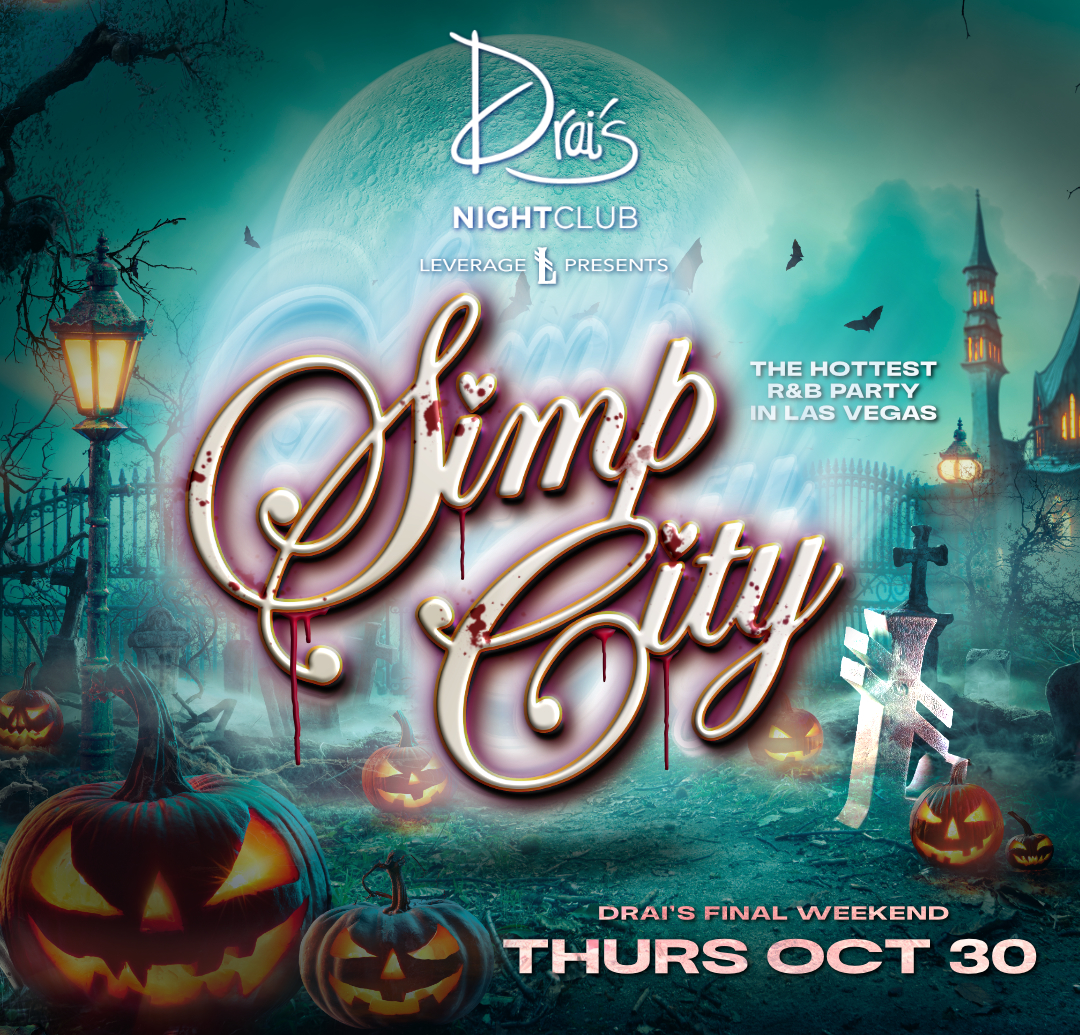 Drai's
NIGHTCLUB
LEVERAGE PRESENTS
Simp
City
THE HOTTEST
R&B PARTY
IN LAS VEGAS
DRAI'S FINAL WEEKEND
THURS OCT 30